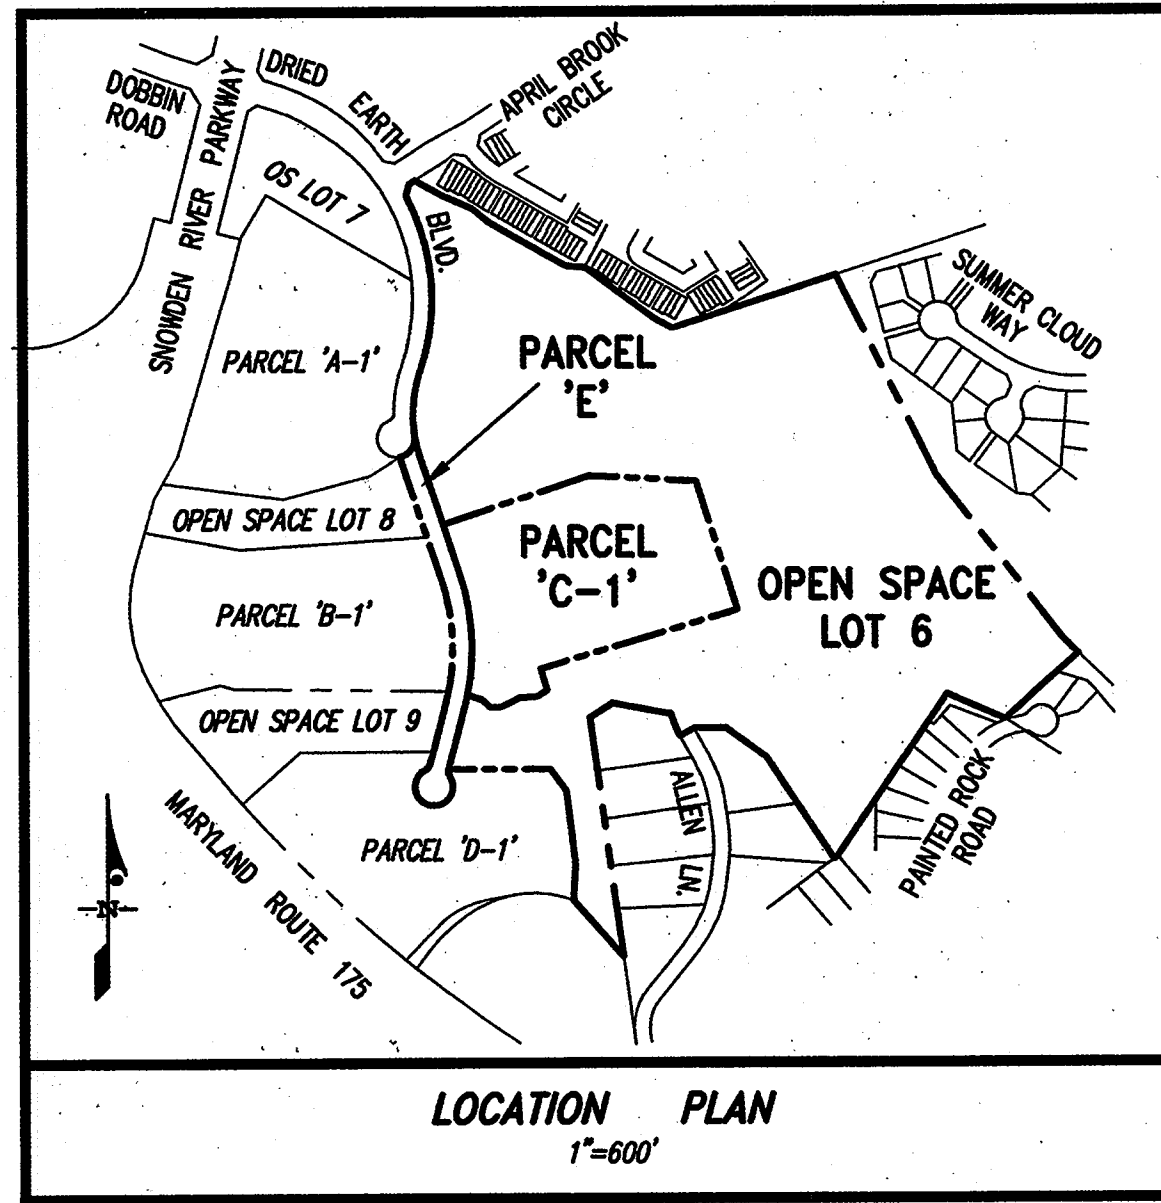 DOBBIN
ROAD
SNOWDEN RIVER PARKWAY
DRIED EARTH BLVD.
APRIL BROOK
CIRCLE
OS LOT 7
SUMMER CLOUD
WAY
PARCEL 'A-1'
PARCEL
'E'
OPEN SPACE LOT 8
PARCEL
'C-1'
OPEN SPACE
LOT 6
PARCEL 'B-1'
OPEN SPACE LOT 9
ALLEN LN.
PAINTED ROCK
ROAD
PARCEL 'D-1'
MARYLAND ROUTE 175
N
LOCATION PLAN
1"=600'